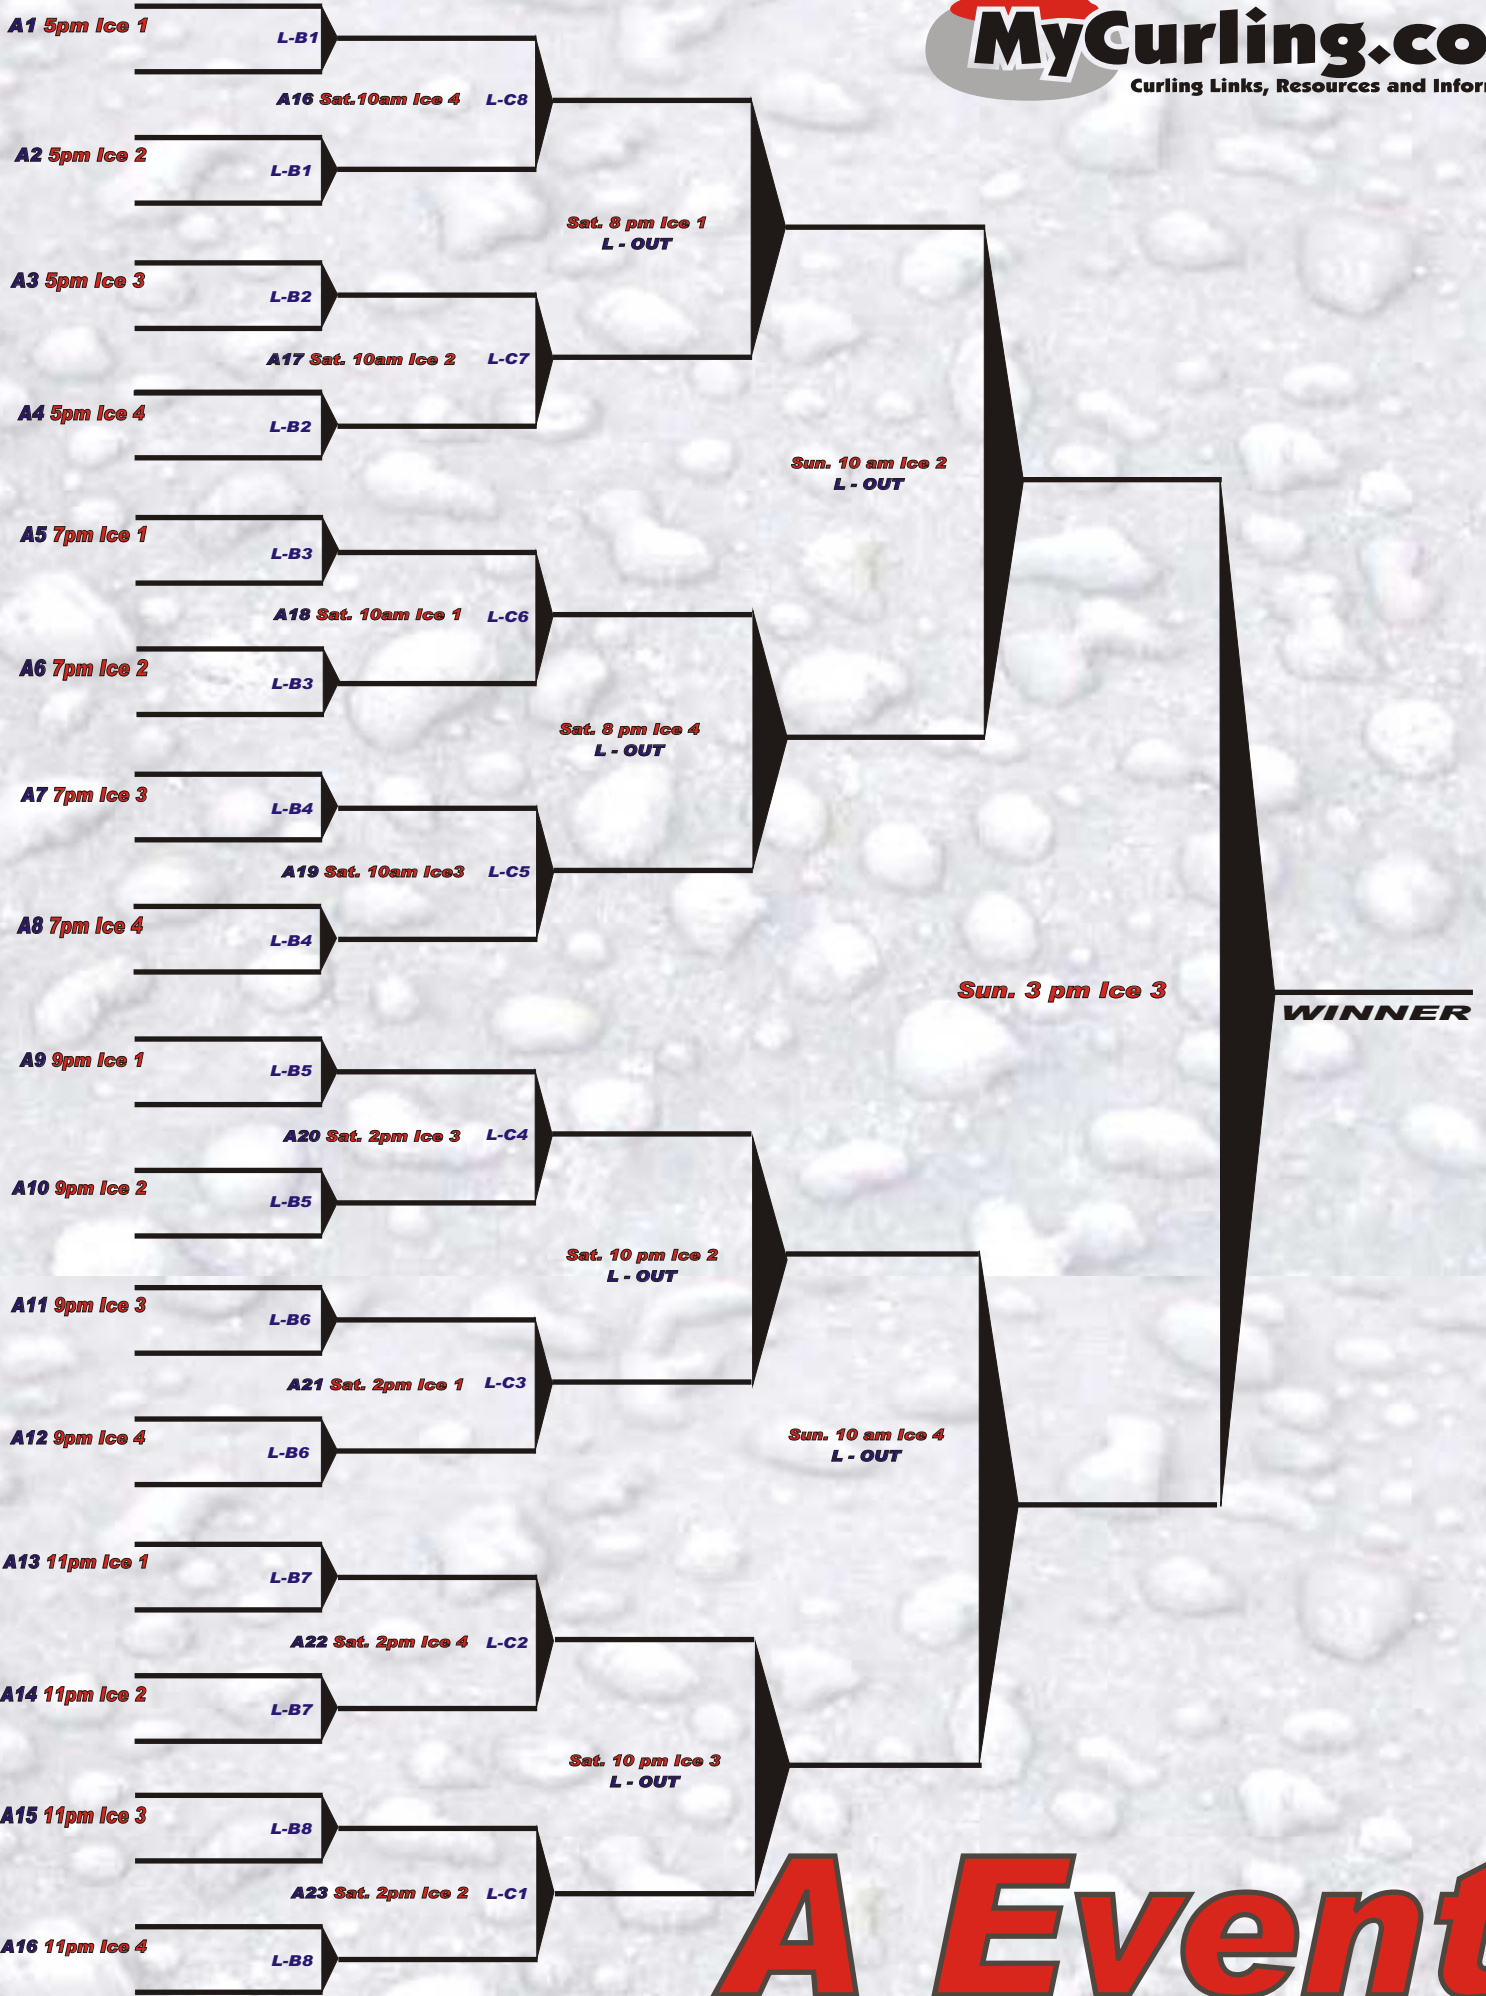 MyCurling.co
Curling Links, Resources and Infor
A1 5pm Ice 1
L-B1
A16 Sat.10am Ice 4
L-C8
A2 5pm Ice 2
L-B1
Sat. 8 pm Ice 1
L - OUT
A3 5pm Ice 3
L-B2
A17 Sat. 10am Ice 2
L-C7
A4 5pm Ice 4
L-B2
Sun. 10 am Ice 2
L - OUT
A5 7pm Ice 1
L-B3
A18 Sat. 10am Ice 1
L-C6
A6 7pm Ice 2
L-B3
Sat. 8 pm Ice 4
L - OUT
A7 7pm Ice 3
L-B4
A19 Sat. 10am Ice3
L-C5
A8 7pm Ice 4
L-B4
Sun. 3 pm Ice 3
WINNER
A9 9pm Ice 1
L-B5
A20 Sat. 2pm Ice 3
L-C4
A10 9pm Ice 2
L-B5
Sat. 10 pm Ice 2
L - OUT
A11 9pm Ice 3
L-B6
A21 Sat. 2pm Ice 1
L-C3
A12 9pm Ice 4
L-B6
Sun. 10 am Ice 4
L - OUT
A13 11pm Ice 1
L-B7
A22 Sat. 2pm Ice 4
L-C2
A14 11pm Ice 2
L-B7
Sat. 10 pm Ice 3
L - OUT
A15 11pm Ice 3
L-B8
A23 Sat. 2pm Ice 2
L-C1
A16 11pm Ice 4
L-B8
A Event